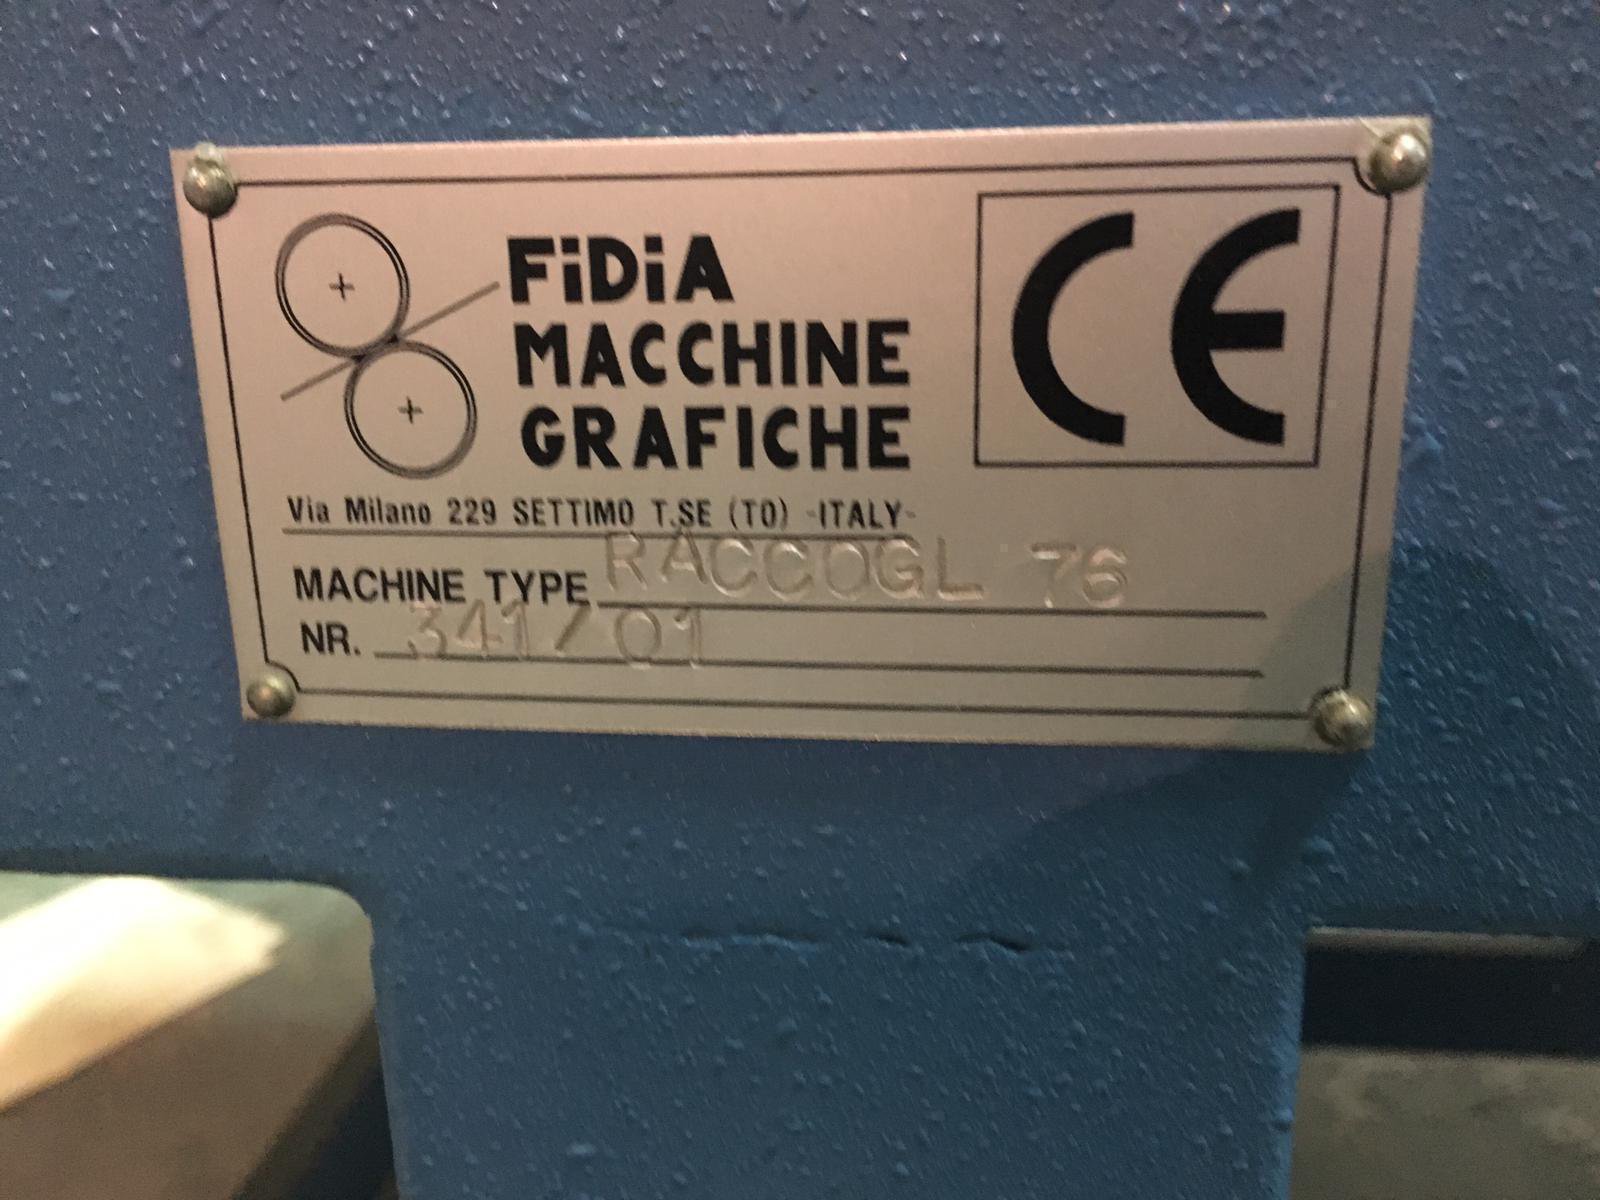 FiDiA
MACCHINE
GRAFICHE
CE
Via Milano 229 SETTIMO T.SE (TO) -ITALY-
MACHINE TYPE RACCOGL 76
NR. 341/01